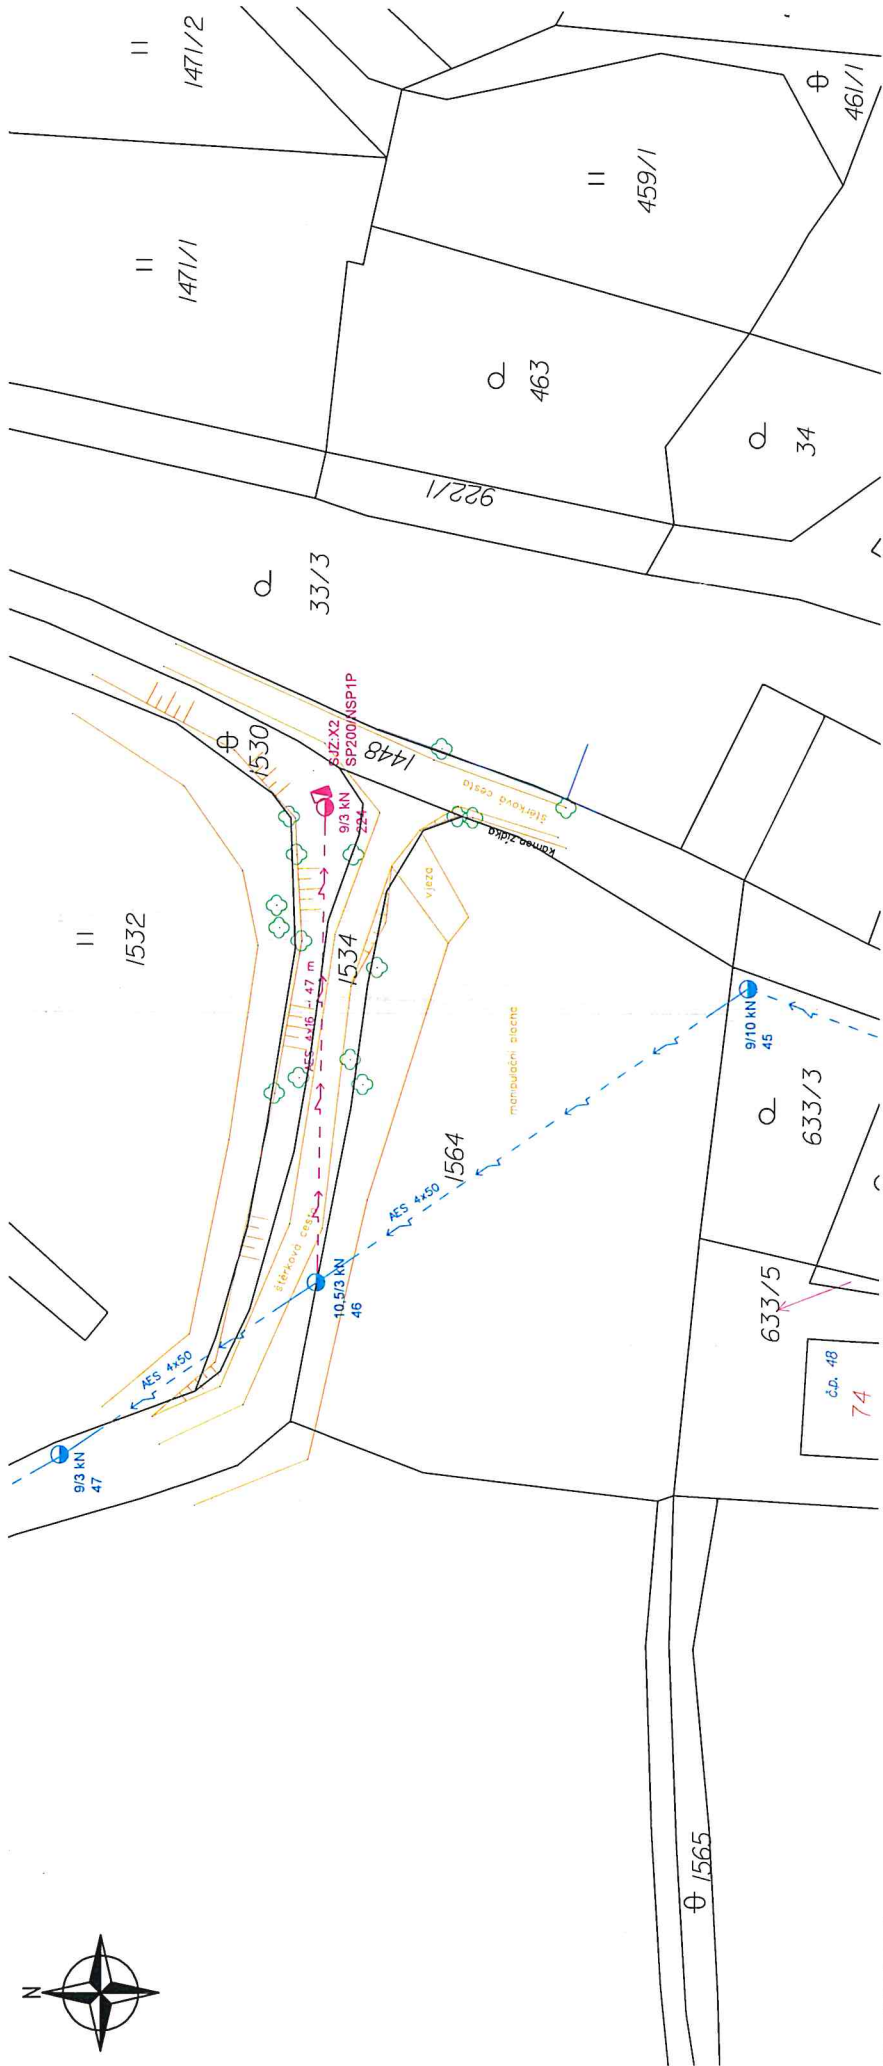 1471/2
1471/1
461/1
459/1
463
34
922/1
33/3
1530
SJZ:X2
SP200/NSP1P
1448
9/3 kN
224
štěrková cesta
kamen.zídka
vjezd
1532
1534
AES 4x16 - 47 m
manipulační plocha
9/10 kN
45
633/3
1564
AES 4x50
štěrková cesta
10,5/3 kN
46
633/5
č.p. 48
74
AES 4x50
9/3 kN
47
1565
N